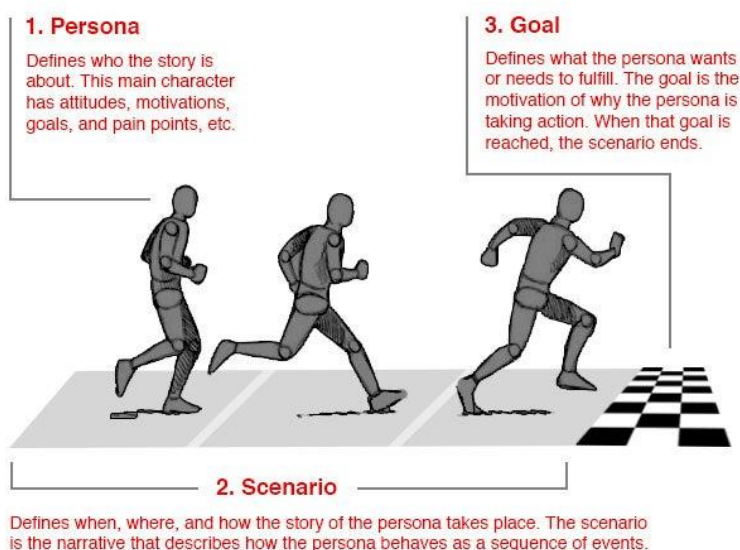 1. Persona
Defines who the story is
about. This main character
has attitudes, motivations,
goals, and pain points, etc.
3. Goal
Defines what the persona wants
or needs to fulfill. The goal is the
motivation of why the persona is
taking action. When that goal is
reached, the scenario ends.
2. Scenario
Defines when, where, and how the story of the persona takes place. The scenario
is the narrative that describes how the persona behaves as a sequence of events.